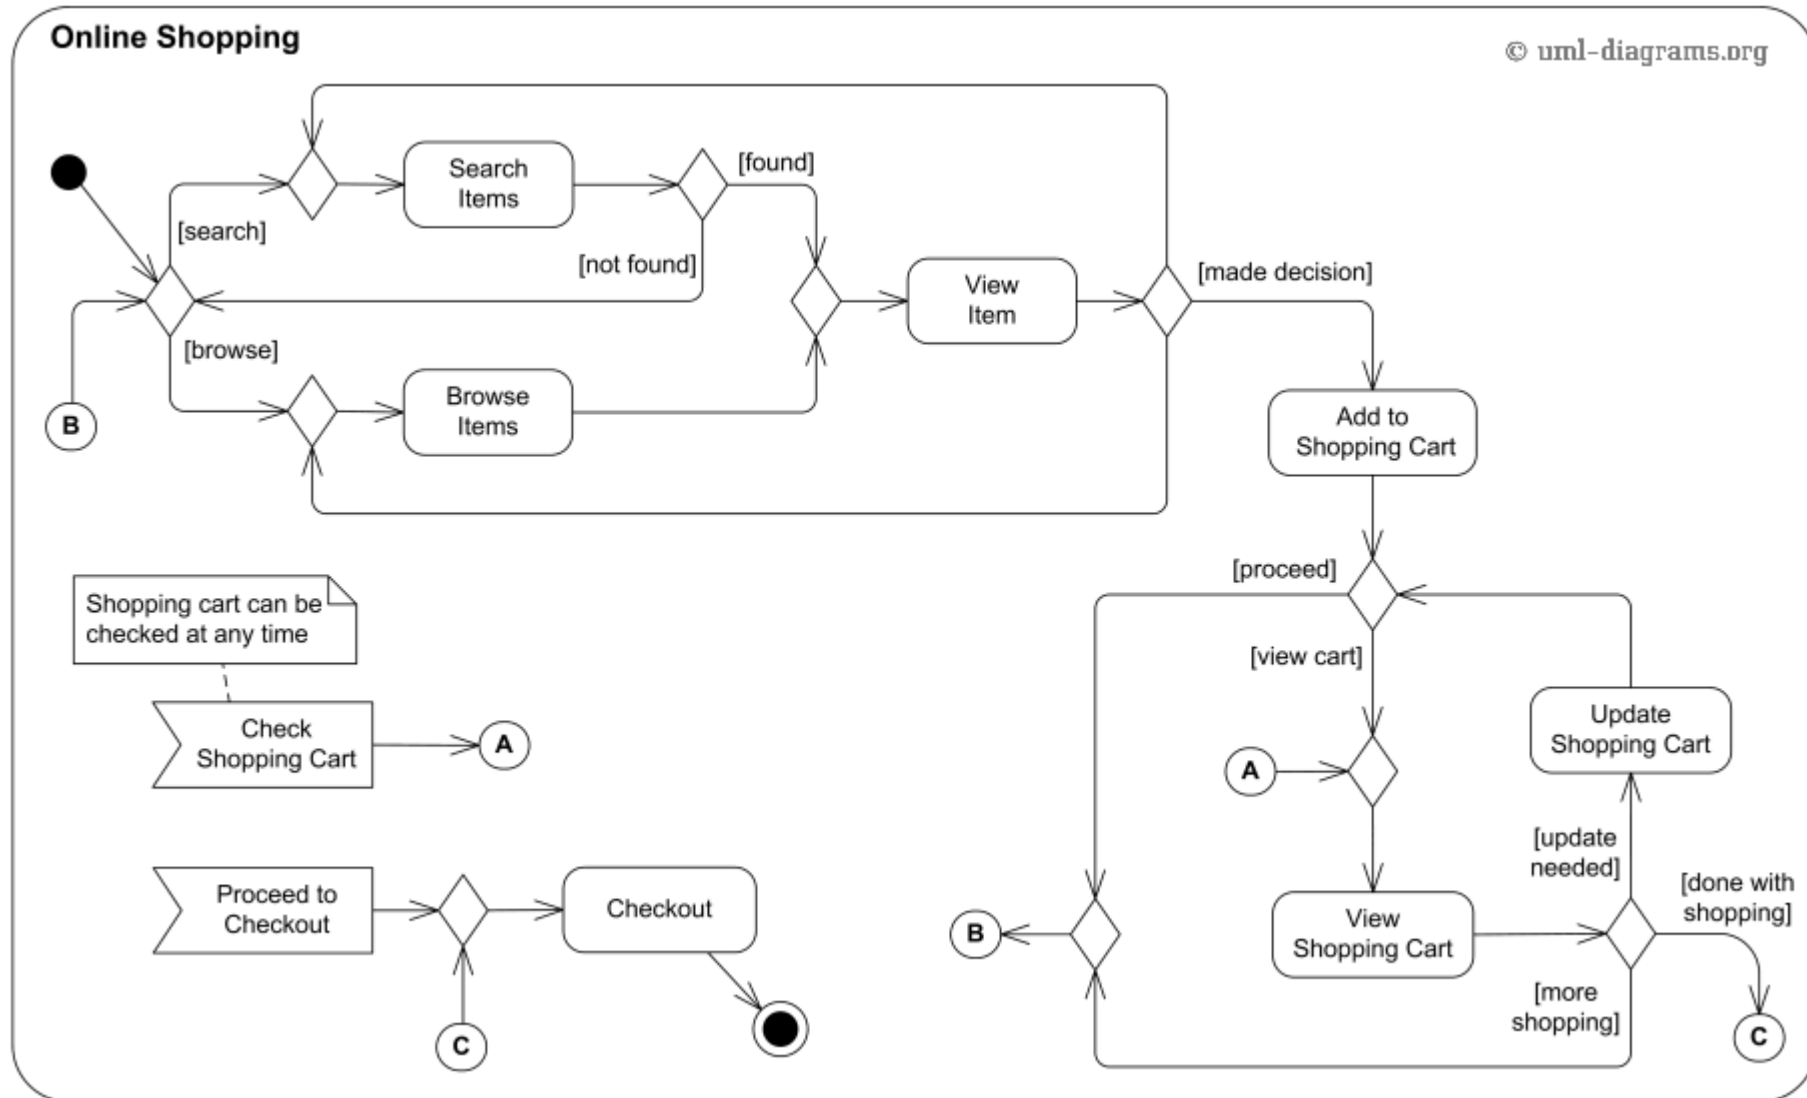 Online Shopping
© uml-diagrams.org
Search
Items
[found]
[search]
[not found]
View
Item
[made decision]
[browse]
Browse
Items
B
Add to
Shopping Cart
Shopping cart can be
checked at any time
[proceed]
[view cart]
Check
Shopping Cart
A
A
Update
Shopping Cart
[update
needed]
Proceed to
Checkout
Checkout
C
B
View
Shopping Cart
[done with
shopping]
[more
shopping]
C